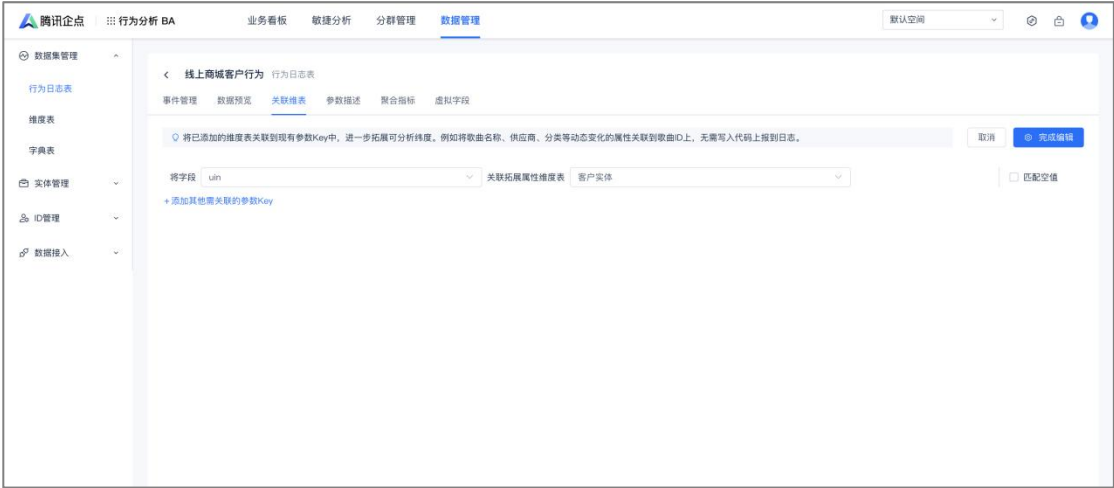 腾讯企点 行为分析 BA 业务看板 敏捷分析 分群管理 数据管理 默认空间
数据集管理
行为日志表
维度表
字典表
实体管理
ID管理
数据接入
线上商城客户行为 行为日志表
事件管理 数据预览 关联维表 参数描述 聚合指标 虚拟字段
将已添加的维度表关联到现有参数Key中，进一步拓展可分析纬度。例如将歌曲名称、供应商、分类等动态变化的属性关联到歌曲ID上，无需写入代码上报到日志。 取消 完成编辑
将字段 uin 关联拓展属性维度表 客户实体 匹配空值
+ 添加其他需关联的参数Key